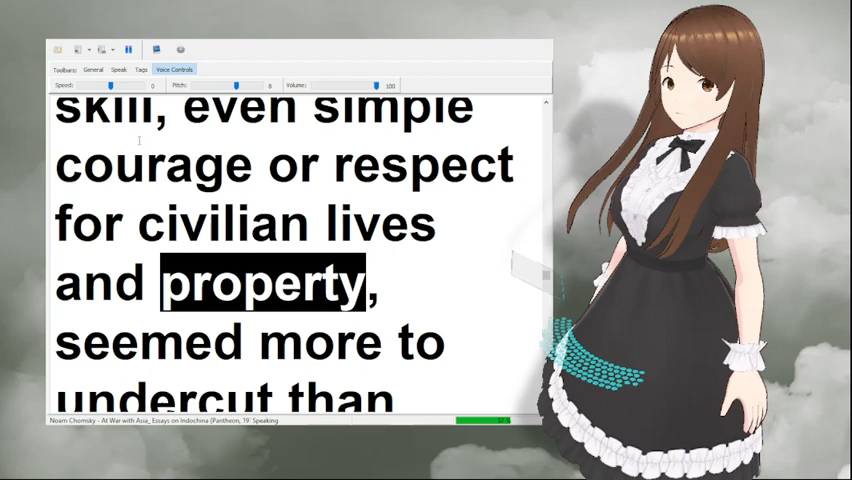 Toolbars: General Speak Tags Voice Controls
Speed: 0 Pitch: 8 Volume: 100
skill, even simple
courage or respect
for civilian lives
and property,
seemed more to
undercut than
Noam Chomsky - At War with Asia_ Essays on Indochina (Pantheon, '19 Speaking